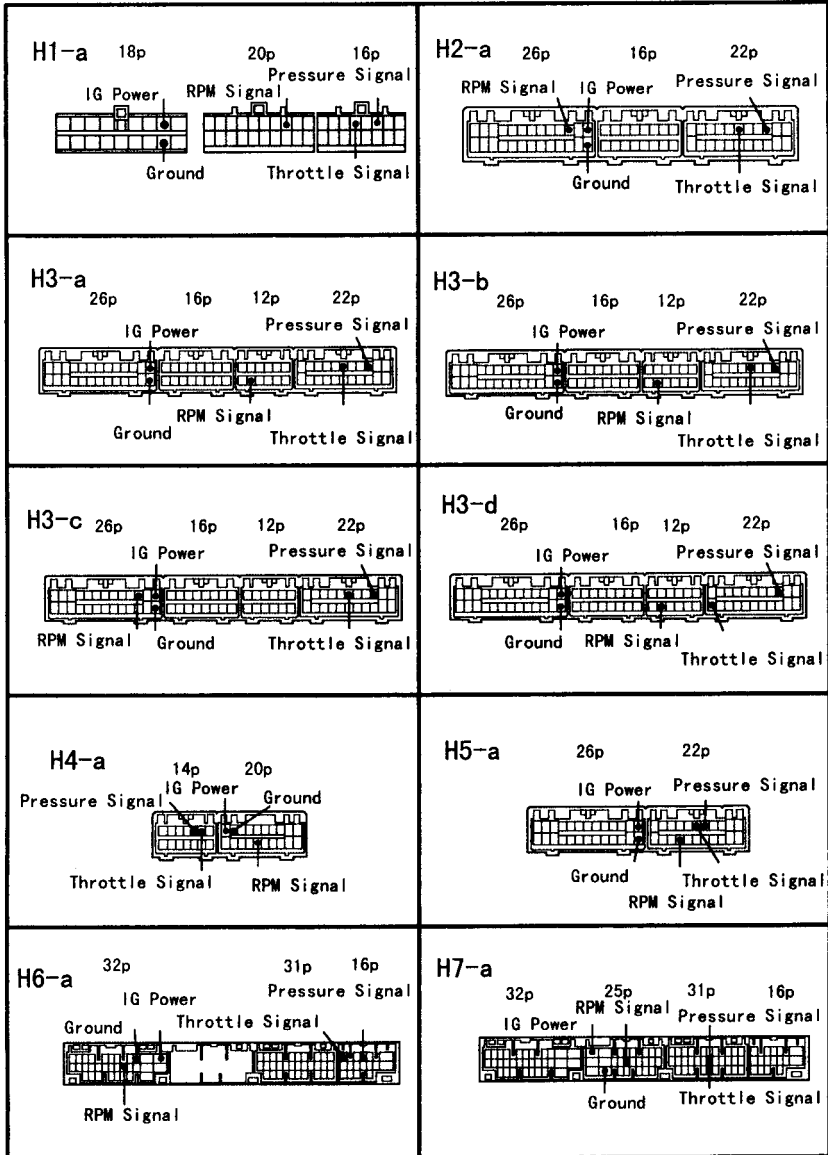 H1-a
18p 20p 16p
Pressure Signal
IG Power RPM Signal
Ground Throttle Signal
H2-a
26p 16p 22p
RPM Signal IG Power Pressure Signal
Ground Throttle Signal
H3-a
26p 16p 12p 22p
IG Power Pressure Signal
RPM Signal
Ground
Throttle Signal
H3-b
26p 16p 12p 22p
IG Power Pressure Signal
Ground RPM Signal
Throttle Signal
H3-c 26p 16p 12p 22p
IG Power Pressure Signal
RPM Signal Ground Throttle Signal
H3-d
26p 16p 12p 22p
IG Power Pressure Signal
Ground RPM Signal
Throttle Signal
H4-a
14p 20p
IG Power
Pressure Signal Ground
Throttle Signal RPM Signal
H5-a
26p 22p
IG Power Pressure Signal
Ground Throttle Signal
RPM Signal
H6-a
32p 31p 16p
IG Power Pressure Signal
Ground Throttle Signal
RPM Signal
H7-a
32p 25p 31p 16p
RPM Signal
IG Power Pressure Signal
Ground Throttle Signal